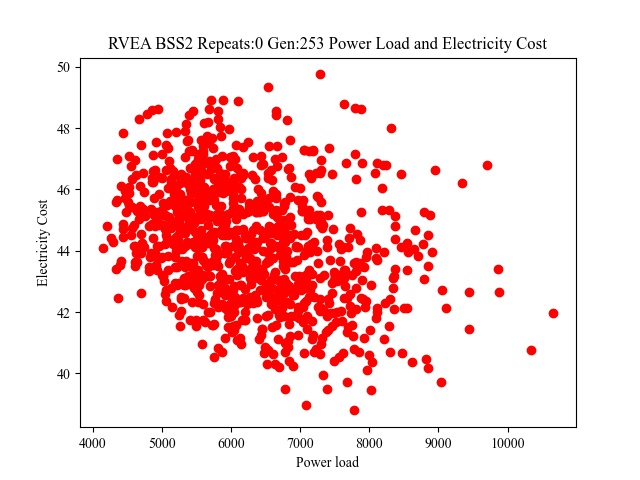 RVEA BSS2 Repeats:0 Gen:253 Power Load and Electricity Cost
50
48
46
44
42
40
Electricity Cost
4000 5000 6000 7000 8000 9000 10000
Power load